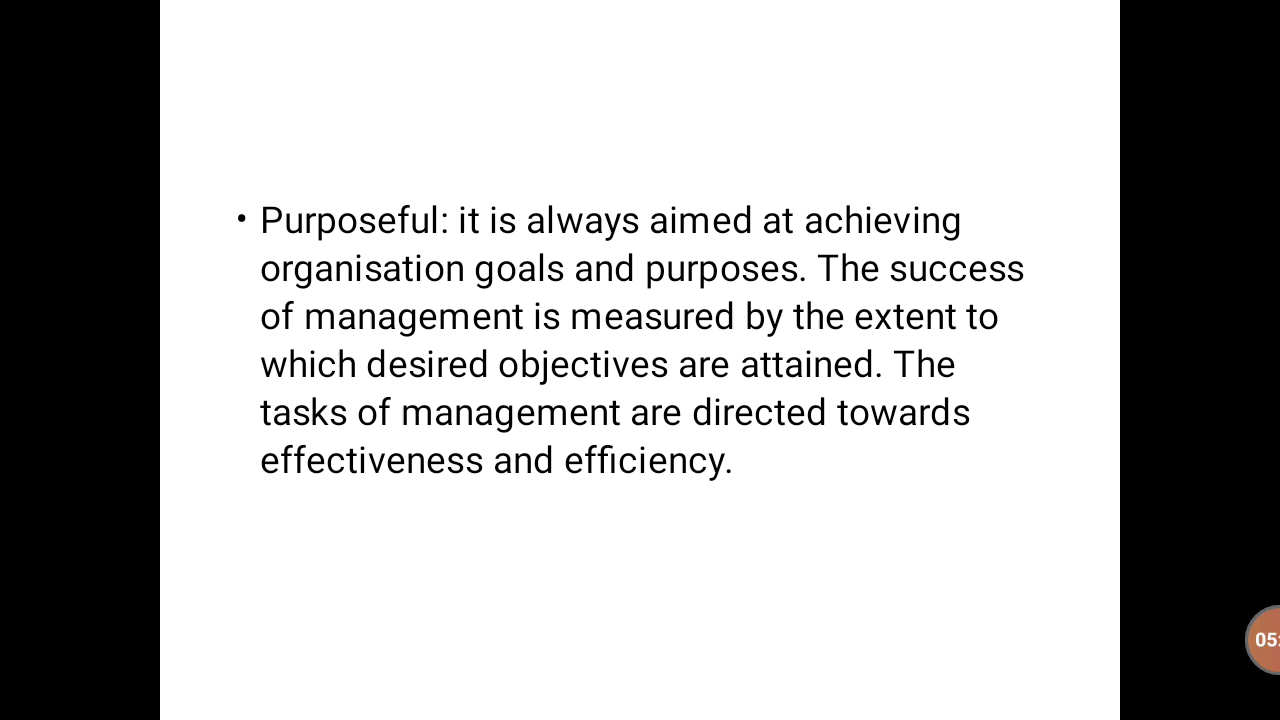 • Purposeful: it is always aimed at achieving
organisation goals and purposes. The success
of management is measured by the extent to
which desired objectives are attained. The
tasks of management are directed towards
effectiveness and efficiency.
05: